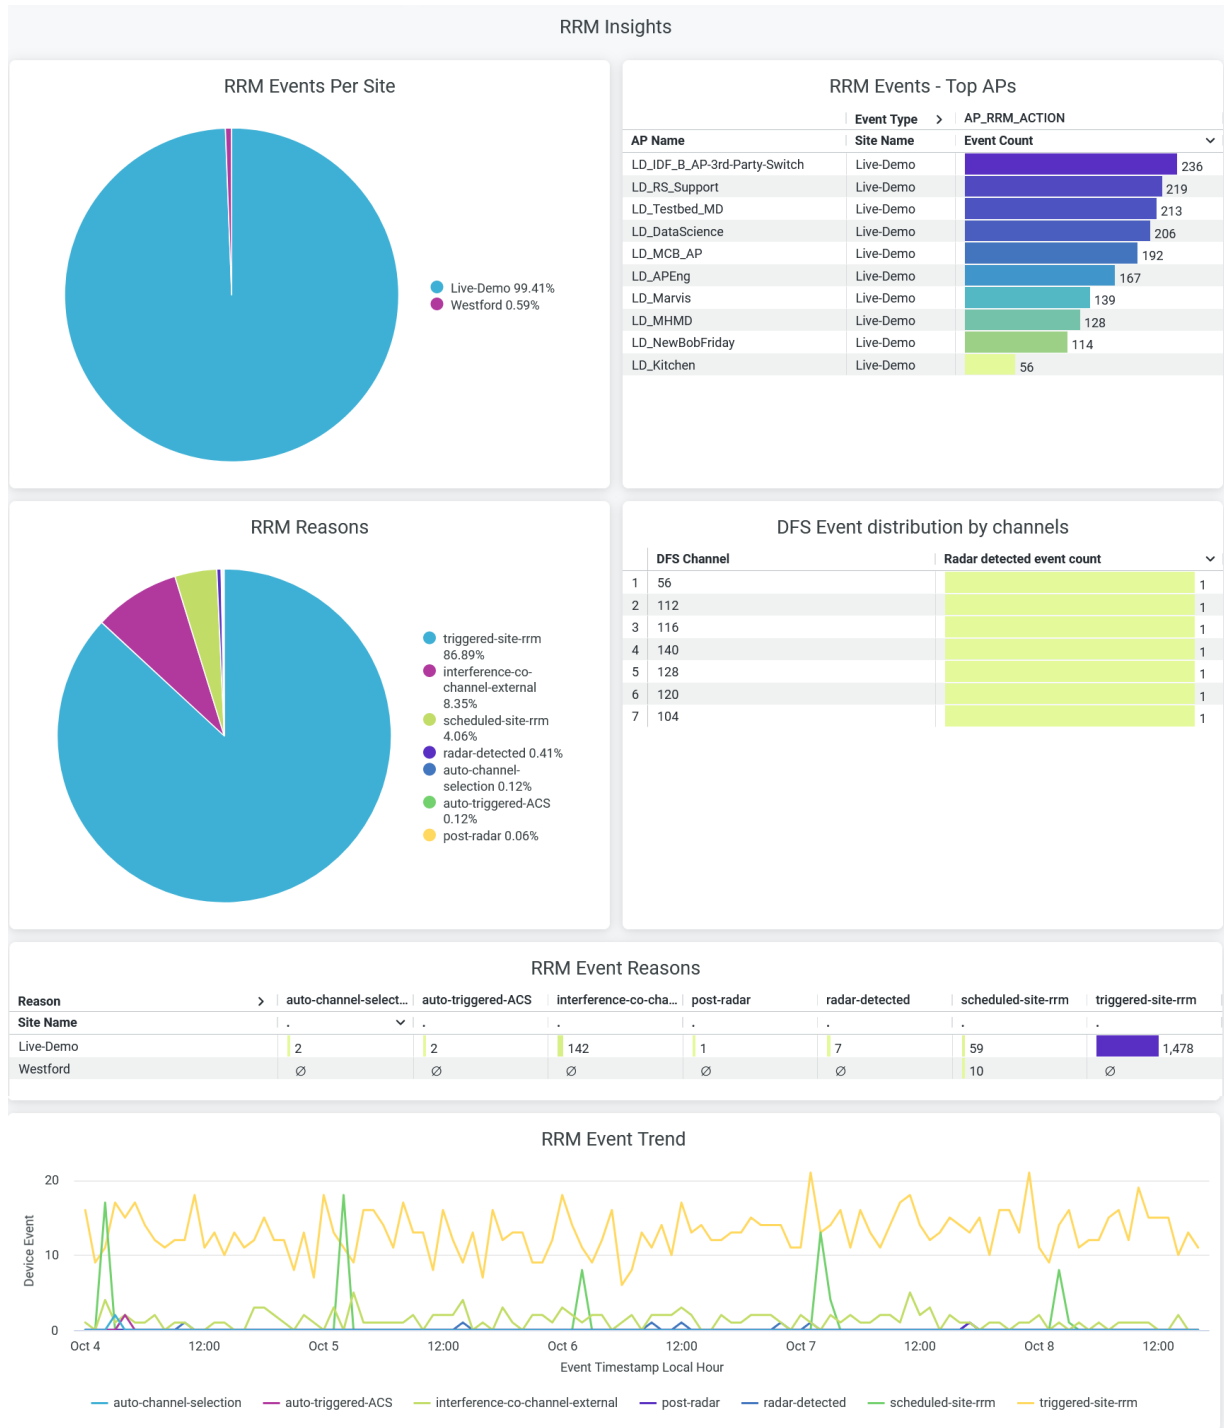 RRM Insights
RRM Events Per Site
Live-Demo 99.41%
Westford 0.59%
RRM Events - Top APs
Event Type > AP_RRM_ACTION
AP Name Site Name Event Count
LD_IDF_B_AP-3rd-Party-Switch Live-Demo 236
LD_RS_Support Live-Demo 219
LD_Testbed_MD Live-Demo 213
LD_DataScience Live-Demo 206
LD_MCB_AP Live-Demo 192
LD_APEng Live-Demo 167
LD_Marvis Live-Demo 139
LD_MHMD Live-Demo 128
LD_NewBobFriday Live-Demo 114
LD_Kitchen Live-Demo 56
RRM Reasons
triggered-site-rrm
86.89%
interference-co-
channel-external
8.35%
scheduled-site-rrm
4.06%
radar-detected 0.41%
auto-channel-
selection 0.12%
auto-triggered-ACS
0.12%
post-radar 0.06%
DFS Event distribution by channels
DFS Channel Radar detected event count
1 56 1
2 112 1
3 116 1
4 140 1
5 128 1
6 120 1
7 104 1
RRM Event Reasons
Reason > auto-channel-select... auto-triggered-ACS interference-co-cha... post-radar radar-detected scheduled-site-rrm triggered-site-rrm
Site Name . . . . . . .
Live-Demo 2 2 142 1 7 59 1,478
Westford ∅ ∅ ∅ ∅ ∅ 10 ∅
RRM Event Trend
Device Event
20
10
0
Oct 4 12:00 Oct 5 12:00 Oct 6 12:00 Oct 7 12:00 Oct 8 12:00
Event Timestamp Local Hour
auto-channel-selection auto-triggered-ACS interference-co-channel-external post-radar radar-detected scheduled-site-rrm triggered-site-rrm